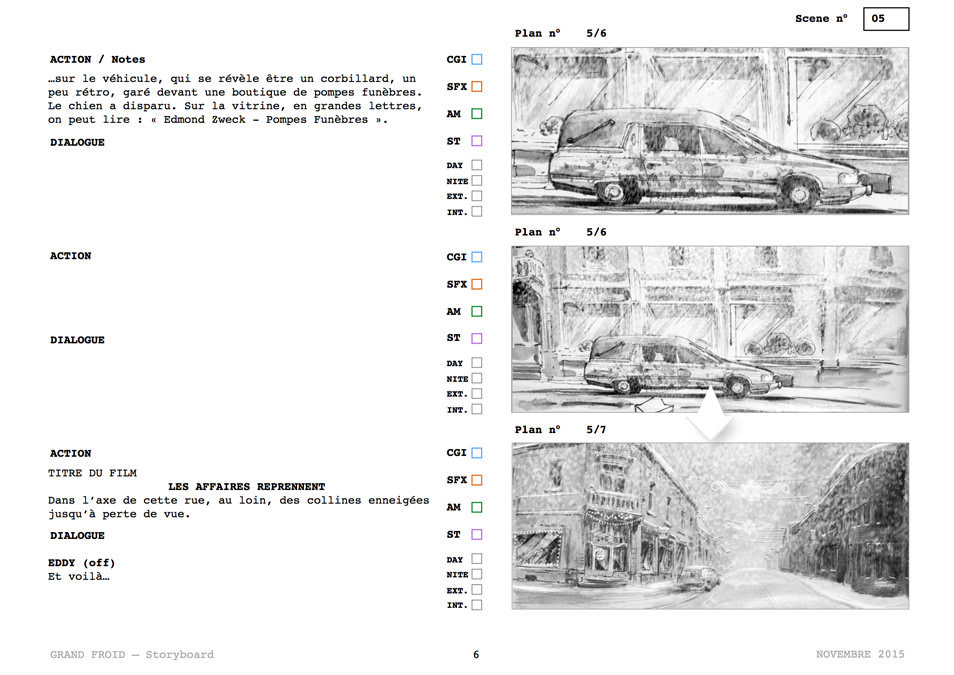 Scene nº 05
Plan nº 5/6
ACTION / Notes
…sur le véhicule, qui se révèle être un corbillard, un
peu rétro, garé devant une boutique de pompes funèbres.
Le chien a disparu. Sur la vitrine, en grandes lettres,
on peut lire : « Edmond Zweck – Pompes Funèbres ».
DIALOGUE
CGI
SFX
AM
ST
DAY
NITE
EXT.
INT.
Plan nº 5/6
ACTION
DIALOGUE
CGI
SFX
AM
ST
DAY
NITE
EXT.
INT.
Plan nº 5/7
ACTION
TITRE DU FILM
LES AFFAIRES REPRENNENT
Dans l’axe de cette rue, au loin, des collines enneigées
jusqu’à perte de vue.
DIALOGUE
EDDY (off)
Et voilà…
CGI
SFX
AM
ST
DAY
NITE
EXT.
INT.
GRAND FROID – Storyboard
6
NOVEMBRE 2015